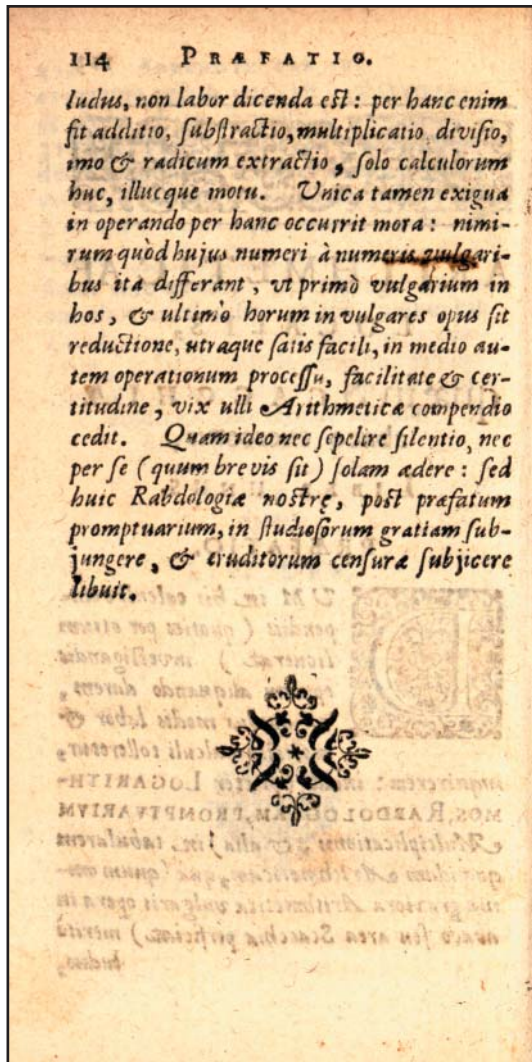 114 PRÆFATIO.
ludus, non labor dicenda est: per hanc enim
fit additio, substractio, multiplicatio divisio,
imo & radicum extractio, solo calculorum
huc, illucque motu. Unica tamen exigua
in operando per hanc occurrit mora: nimi-
rum quòd hujus numeri à numeris vulgari-
bus ita differant, vt primò vulgarium in
hos, & ultimò horum in vulgares opus sit
reductione, utraque satis facili, in medio au-
tem operationum processu, facilitate & cer-
titudine, vix ulli Arithmeticæ compendio
cedit. Quam ideo nec sepelire silentio, nec
per se (quum brevis sit) solam ædere: sed
huic Rabdologiæ nostrę, post præfatum
promptuarium, in studiosorum gratiam sub-
jungere, & eruditorum censuræ subjicere
libuit.